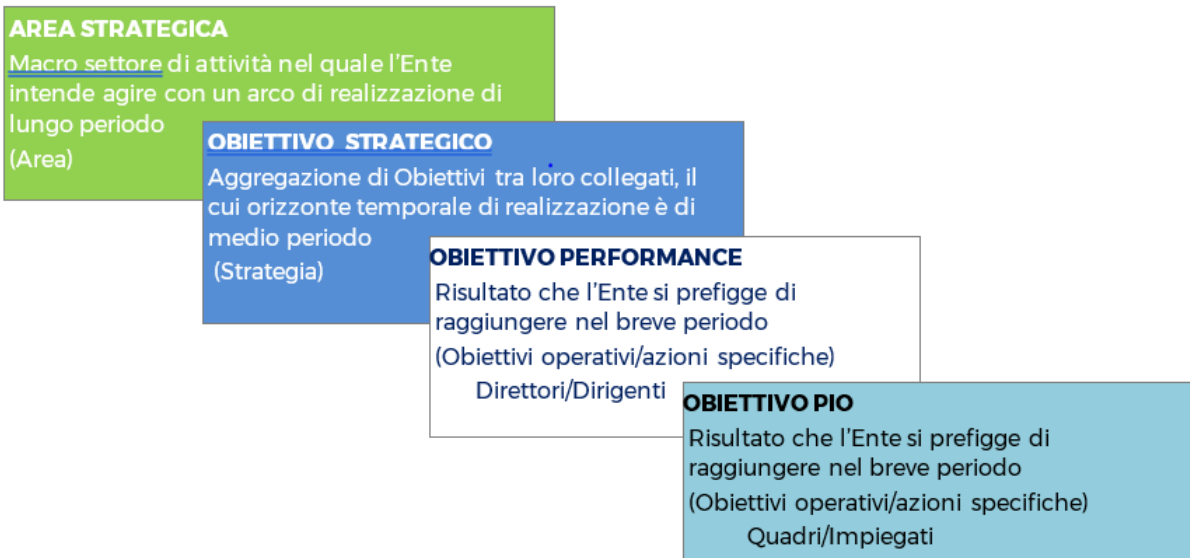 AREA STRATEGICA
Macro settore di attività nel quale l'Ente
intende agire con un arco di realizzazione di
lungo periodo
(Area)
OBIETTIVO STRATEGICO
Aggregazione di Obiettivi tra loro collegati, il
cui orizzonte temporale di realizzazione è di
medio periodo
(Strategia)
OBIETTIVO PERFORMANCE
Risultato che l'Ente si prefigge di
raggiungere nel breve periodo
(Obiettivi operativi/azioni specifiche)
Direttori/Dirigenti
OBIETTIVO PIO
Risultato che l'Ente si prefigge di
raggiungere nel breve periodo
(Obiettivi operativi/azioni specifiche)
Quadri/Impiegati